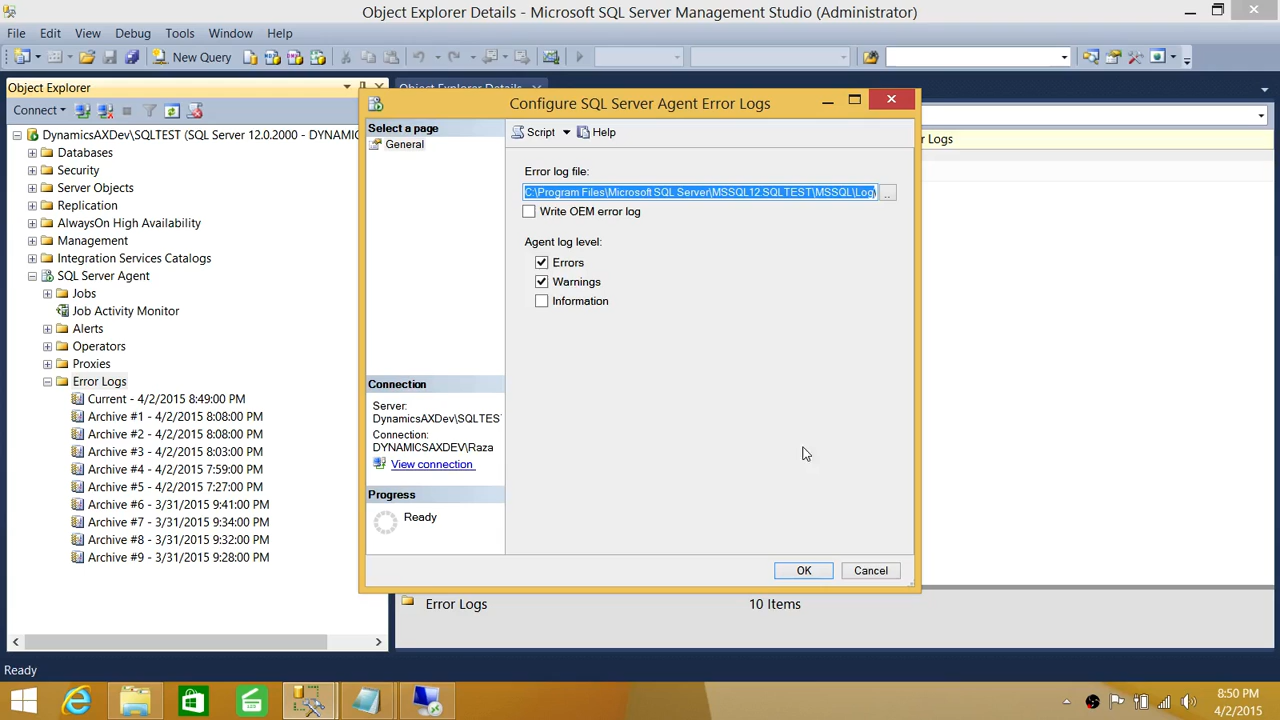 Object Explorer Details - Microsoft SQL Server Management Studio (Administrator)
File Edit View Debug Tools Window Help
New Query
Object Explorer
Object Explorer Details
Connect
DynamicsAXDev\SQLTEST (SQL Server 12.0.2000 - DYNAMIC
Databases
Security
Server Objects
Replication
AlwaysOn High Availability
Management
Integration Services Catalogs
SQL Server Agent
Jobs
Job Activity Monitor
Alerts
Operators
Proxies
Error Logs
Current - 4/2/2015 8:49:00 PM
Archive #1 - 4/2/2015 8:08:00 PM
Archive #2 - 4/2/2015 8:08:00 PM
Archive #3 - 4/2/2015 8:03:00 PM
Archive #4 - 4/2/2015 7:59:00 PM
Archive #5 - 4/2/2015 7:27:00 PM
Archive #6 - 3/31/2015 9:41:00 PM
Archive #7 - 3/31/2015 9:34:00 PM
Archive #8 - 3/31/2015 9:32:00 PM
Archive #9 - 3/31/2015 9:28:00 PM
Configure SQL Server Agent Error Logs
Select a page
General
Script Help
Error log file:
C:\Program Files\Microsoft SQL Server\MSSQL12.SQLTEST\MSSQL\Log\
..
Write OEM error log
Agent log level:
Errors
Warnings
Information
Connection
Server:
DynamicsAXDev\SQLTES
Connection:
DYNAMICSAXDEV\Raza
View connection
Progress
Ready
OK Cancel
r Logs
Error Logs 10 Items
Ready
8:50 PM
4/2/2015